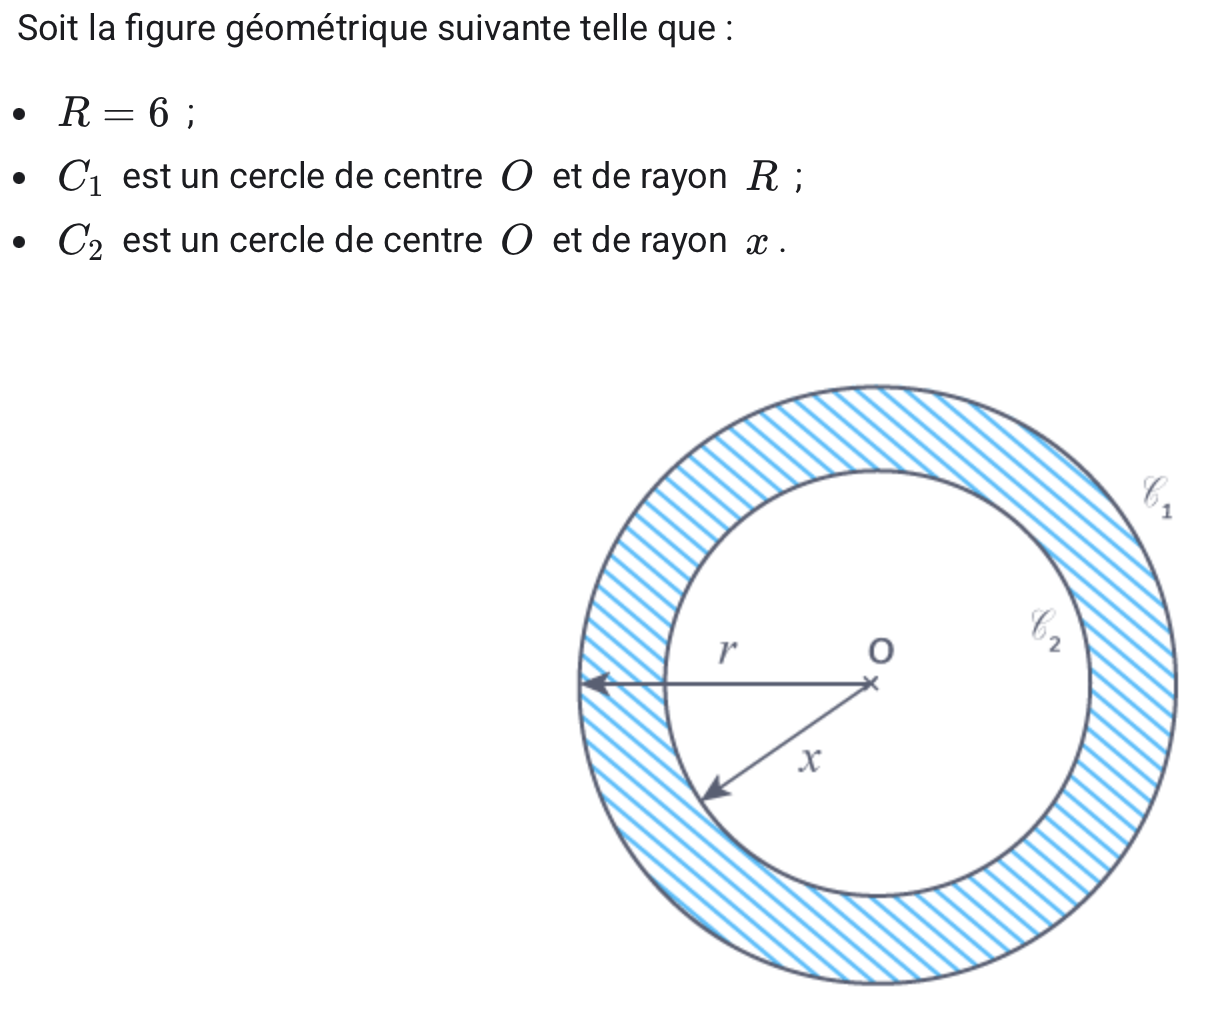 Soit la figure géométrique suivante telle que :
• R = 6 ;
• C₁ est un cercle de centre O et de rayon R ;
• C₂ est un cercle de centre O et de rayon x .
𝒞₁
𝒞₂
r
O
x